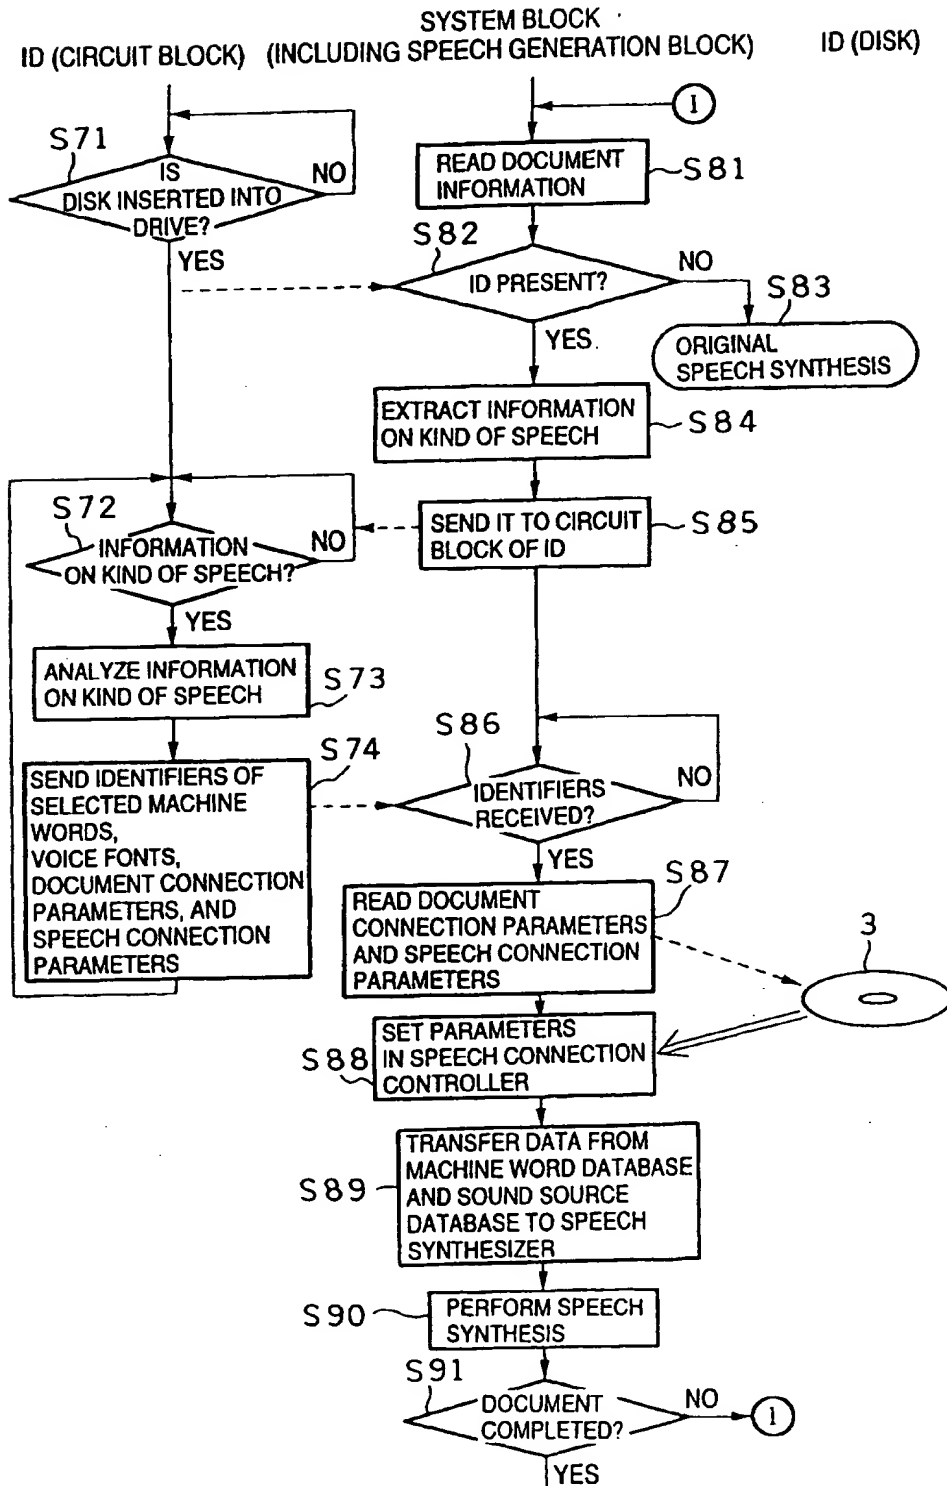 SYSTEM BLOCK
ID (CIRCUIT BLOCK) (INCLUDING SPEECH GENERATION BLOCK) ID (DISK)
1
S71
IS
DISK INSERTED INTO
DRIVE?
NO
YES
READ DOCUMENT
INFORMATION
S81
S82
ID PRESENT?
NO
YES
S83
ORIGINAL
SPEECH SYNTHESIS
EXTRACT INFORMATION
ON KIND OF SPEECH
S84
S72
INFORMATION
ON KIND OF SPEECH?
NO
YES
SEND IT TO CIRCUIT
BLOCK OF ID
S85
ANALYZE INFORMATION
ON KIND OF SPEECH
S73
S74
SEND IDENTIFIERS OF
SELECTED MACHINE
WORDS,
VOICE FONTS,
DOCUMENT CONNECTION
PARAMETERS, AND
SPEECH CONNECTION
PARAMETERS
S86
IDENTIFIERS
RECEIVED?
NO
YES
S87
READ DOCUMENT
CONNECTION PARAMETERS
AND SPEECH CONNECTION
PARAMETERS
3
S88
SET PARAMETERS
IN SPEECH CONNECTION
CONTROLLER
S89
TRANSFER DATA FROM
MACHINE WORD DATABASE
AND SOUND SOURCE
DATABASE TO SPEECH
SYNTHESIZER
S90
PERFORM SPEECH
SYNTHESIS
S91
DOCUMENT
COMPLETED?
NO
1
YES